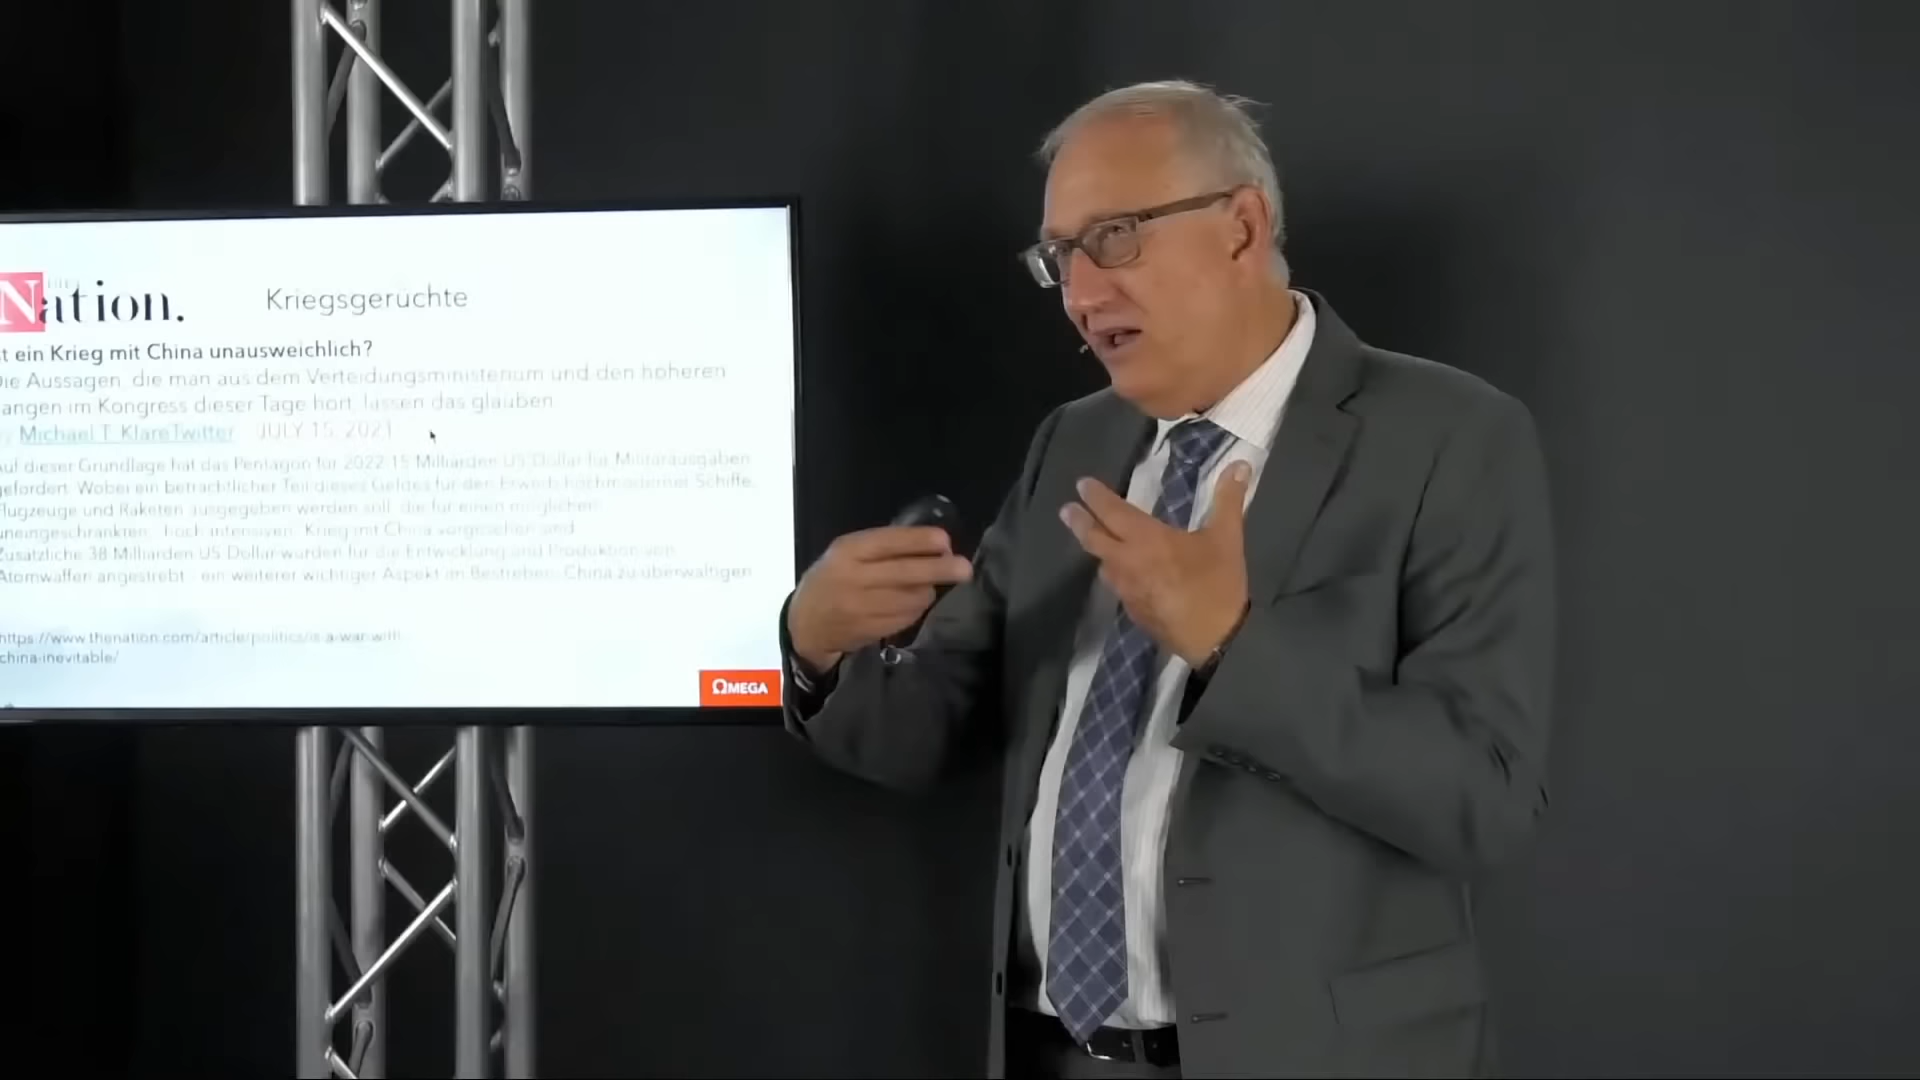 THE
Nation.
Kriegsgerüchte
st ein Krieg mit China unausweichlich?
Die Aussagen, die man aus dem Verteidungsministerium und den höheren
angen im Kongress dieser Tage hört, lassen das glauben
Michael T. KlareTwitter JULY 15, 2021
Auf dieser Grundlage hat das Pentagon für 2022 15 Milliarden US Dollar für Militärausgaben
gefordert. Wobei ein beträchtlicher Teil dieses Geldes für den Erwerb hochmoderner Schiffe,
Flugzeuge und Raketen ausgegeben werden soll, die für einen möglichen
uneingeschränkten, hoch intensiven, Krieg mit China vorgesehen sind
Zusätzliche 38 Milliarden US Dollar wurden für die Entwicklung und Produktion von
Atomwaffen angestrebt - ein weiterer wichtiger Aspekt im Bestreben, China zu überwältigen
https://www.thenation.com/article/politics/is-a-war-with-
china-inevitable/
ΩMEGA